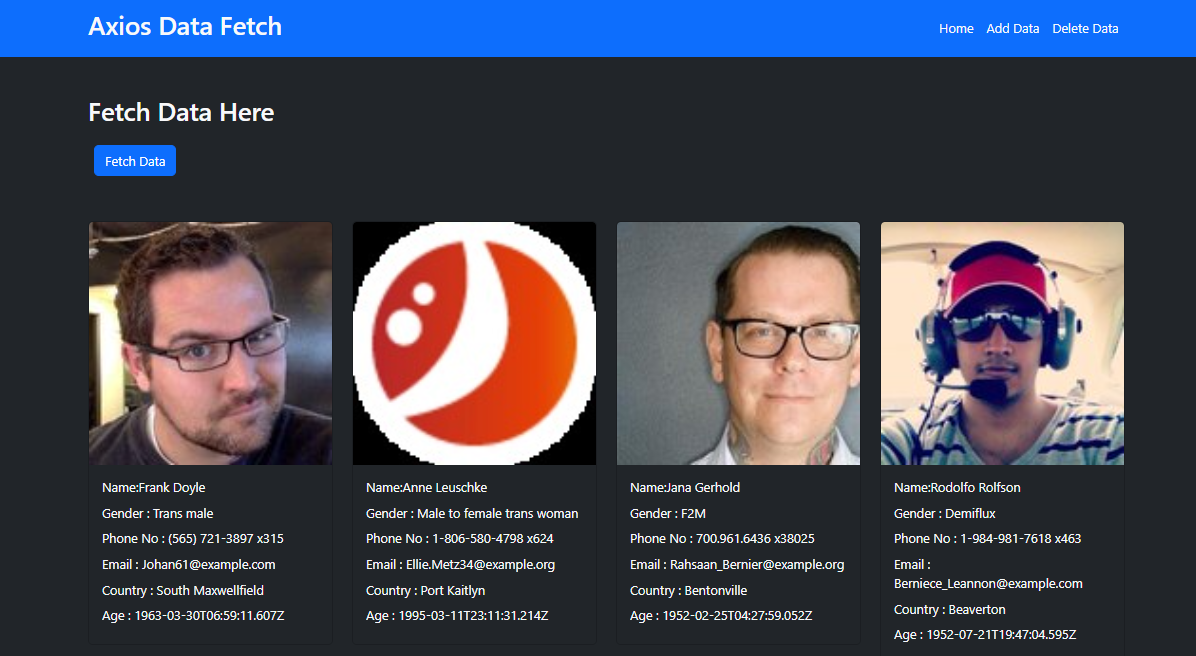 Axios Data Fetch
Home Add Data Delete Data
Fetch Data Here
Fetch Data
Name:Frank Doyle
Gender : Trans male
Phone No : (565) 721-3897 x315
Email : Johan61@example.com
Country : South Maxwellfield
Age : 1963-03-30T06:59:11.607Z
Name:Anne Leuschke
Gender : Male to female trans woman
Phone No : 1-806-580-4798 x624
Email : Ellie.Metz34@example.org
Country : Port Kaitlyn
Age : 1995-03-11T23:11:31.214Z
Name:Jana Gerhold
Gender : F2M
Phone No : 700.961.6436 x38025
Email : Rahsaan_Bernier@example.org
Country : Bentonville
Age : 1952-02-25T04:27:59.052Z
Name:Rodolfo Rolfson
Gender : Demiflux
Phone No : 1-984-981-7618 x463
Email :
Berniece_Leannon@example.com
Country : Beaverton
Age : 1952-07-21T19:47:04.595Z